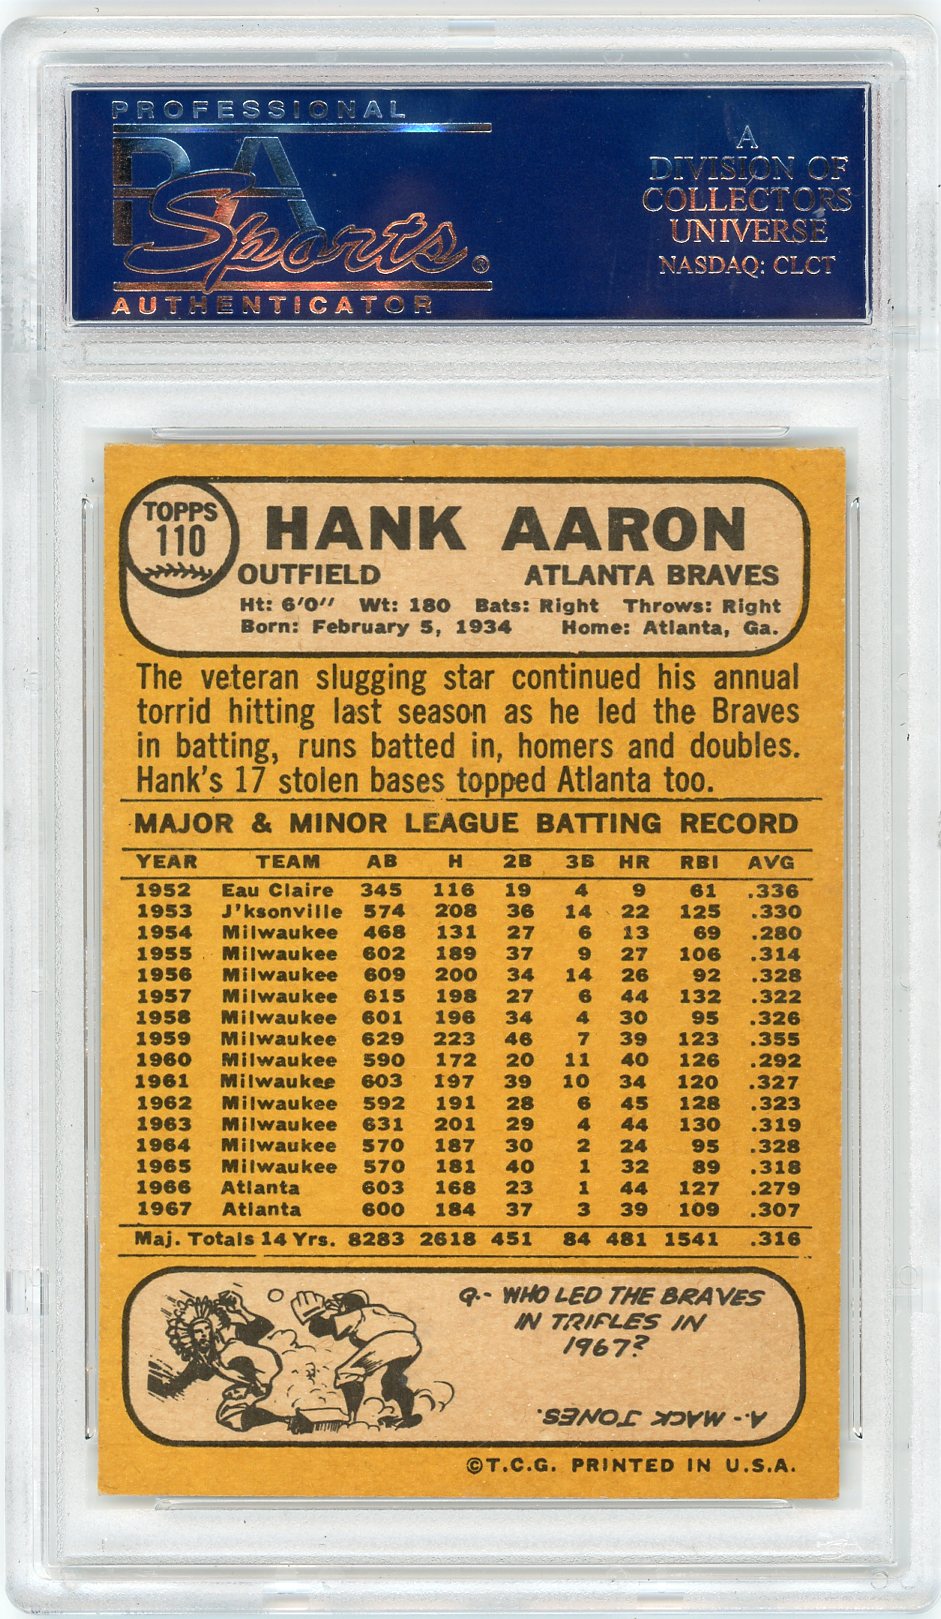 PROFESSIONAL
PSA
Sports®
AUTHENTICATOR
A
DIVISION OF
COLLECTORS
UNIVERSE
NASDAQ: CLCT
TOPPS
110
HANK AARON
OUTFIELD ATLANTA BRAVES
Ht: 6'0" Wt: 180 Bats: Right Throws: Right
Born: February 5, 1934 Home: Atlanta, Ga.
The veteran slugging star continued his annual
torrid hitting last season as he led the Braves
in batting, runs batted in, homers and doubles.
Hank's 17 stolen bases topped Atlanta too.
MAJOR & MINOR LEAGUE BATTING RECORD
YEAR TEAM AB H 2B 3B HR RBI AVG
1952 Eau Claire 345 116 19 4 9 61 .336
1953 J'ksonville 574 208 36 14 22 125 .330
1954 Milwaukee 468 131 27 6 13 69 .280
1955 Milwaukee 602 189 37 9 27 106 .314
1956 Milwaukee 609 200 34 14 26 92 .328
1957 Milwaukee 615 198 27 6 44 132 .322
1958 Milwaukee 601 196 34 4 30 95 .326
1959 Milwaukee 629 223 46 7 39 123 .355
1960 Milwaukee 590 172 20 11 40 126 .292
1961 Milwaukee 603 197 39 10 34 120 .327
1962 Milwaukee 592 191 28 6 45 128 .323
1963 Milwaukee 631 201 29 4 44 130 .319
1964 Milwaukee 570 187 30 2 24 95 .328
1965 Milwaukee 570 181 40 1 32 89 .318
1966 Atlanta 603 168 23 1 44 127 .279
1967 Atlanta 600 184 37 3 39 109 .307
Maj. Totals 14 Yrs. 8283 2618 451 84 481 1541 .316
Q.- WHO LED THE BRAVES
IN TRIPLES IN
1967?
A.- MACK JONES.
©T.C.G. PRINTED IN U.S.A.